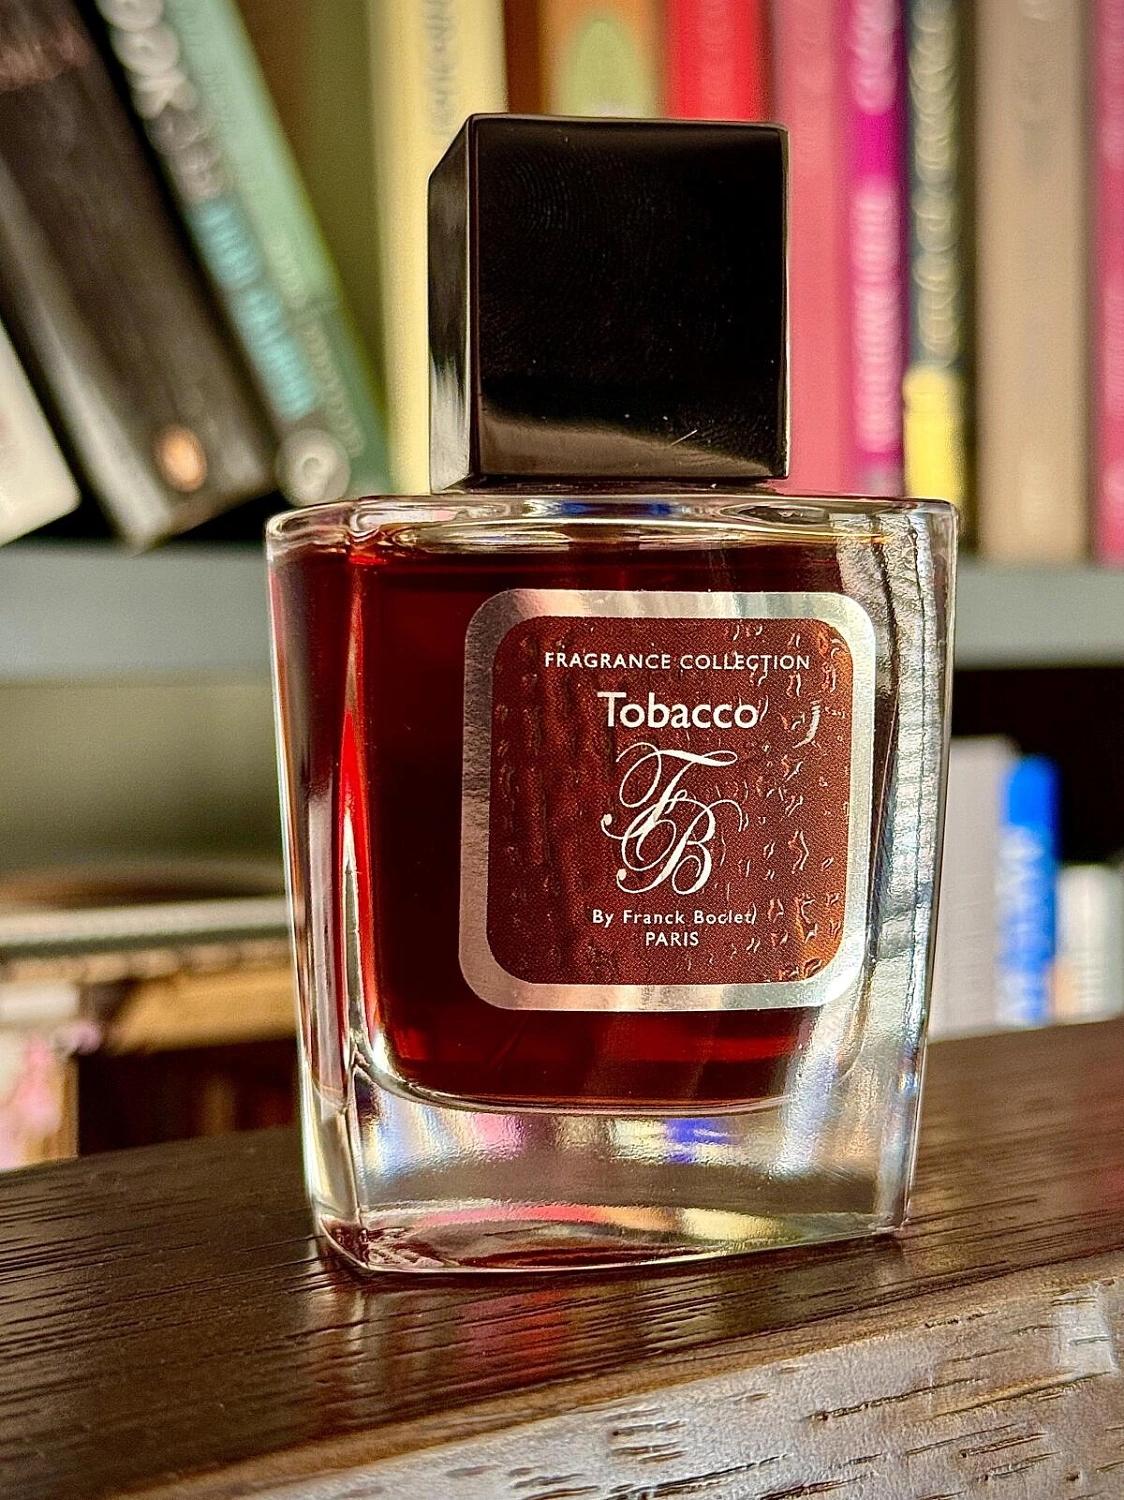 FRAGRANCE COLLECTION
Tobacco
FB
By Franck Boclet
PARIS